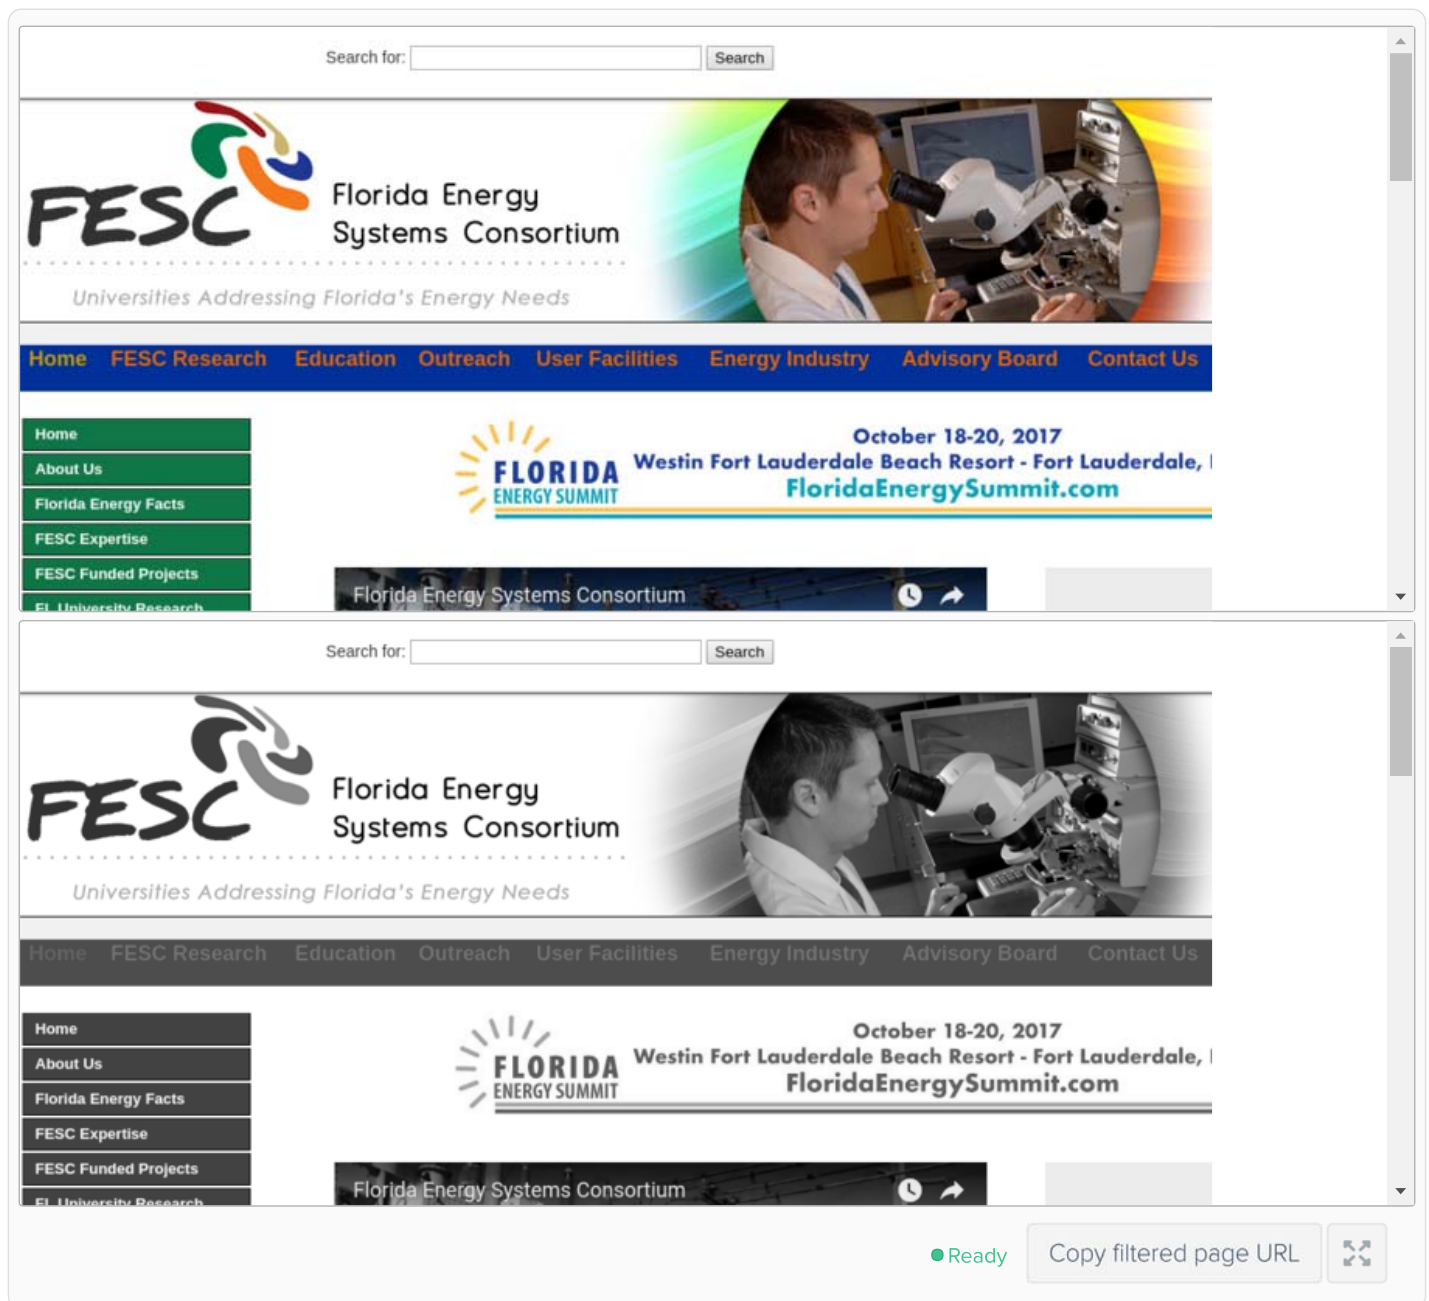 Search for: Search
FESC
Florida Energy
Systems Consortium
Universities Addressing Florida's Energy Needs
Home FESC Research Education Outreach User Facilities Energy Industry Advisory Board Contact Us
Home
About Us
Florida Energy Facts
FESC Expertise
FESC Funded Projects
FL University Research
FLORIDA
ENERGY SUMMIT
October 18-20, 2017
Westin Fort Lauderdale Beach Resort - Fort Lauderdale,
FloridaEnergySummit.com
Florida Energy Systems Consortium
Search for: Search
FESC
Florida Energy
Systems Consortium
Universities Addressing Florida's Energy Needs
Home FESC Research Education Outreach User Facilities Energy Industry Advisory Board Contact Us
Home
About Us
Florida Energy Facts
FESC Expertise
FESC Funded Projects
FL University Research
FLORIDA
ENERGY SUMMIT
October 18-20, 2017
Westin Fort Lauderdale Beach Resort - Fort Lauderdale,
FloridaEnergySummit.com
Florida Energy Systems Consortium
Ready Copy filtered page URL